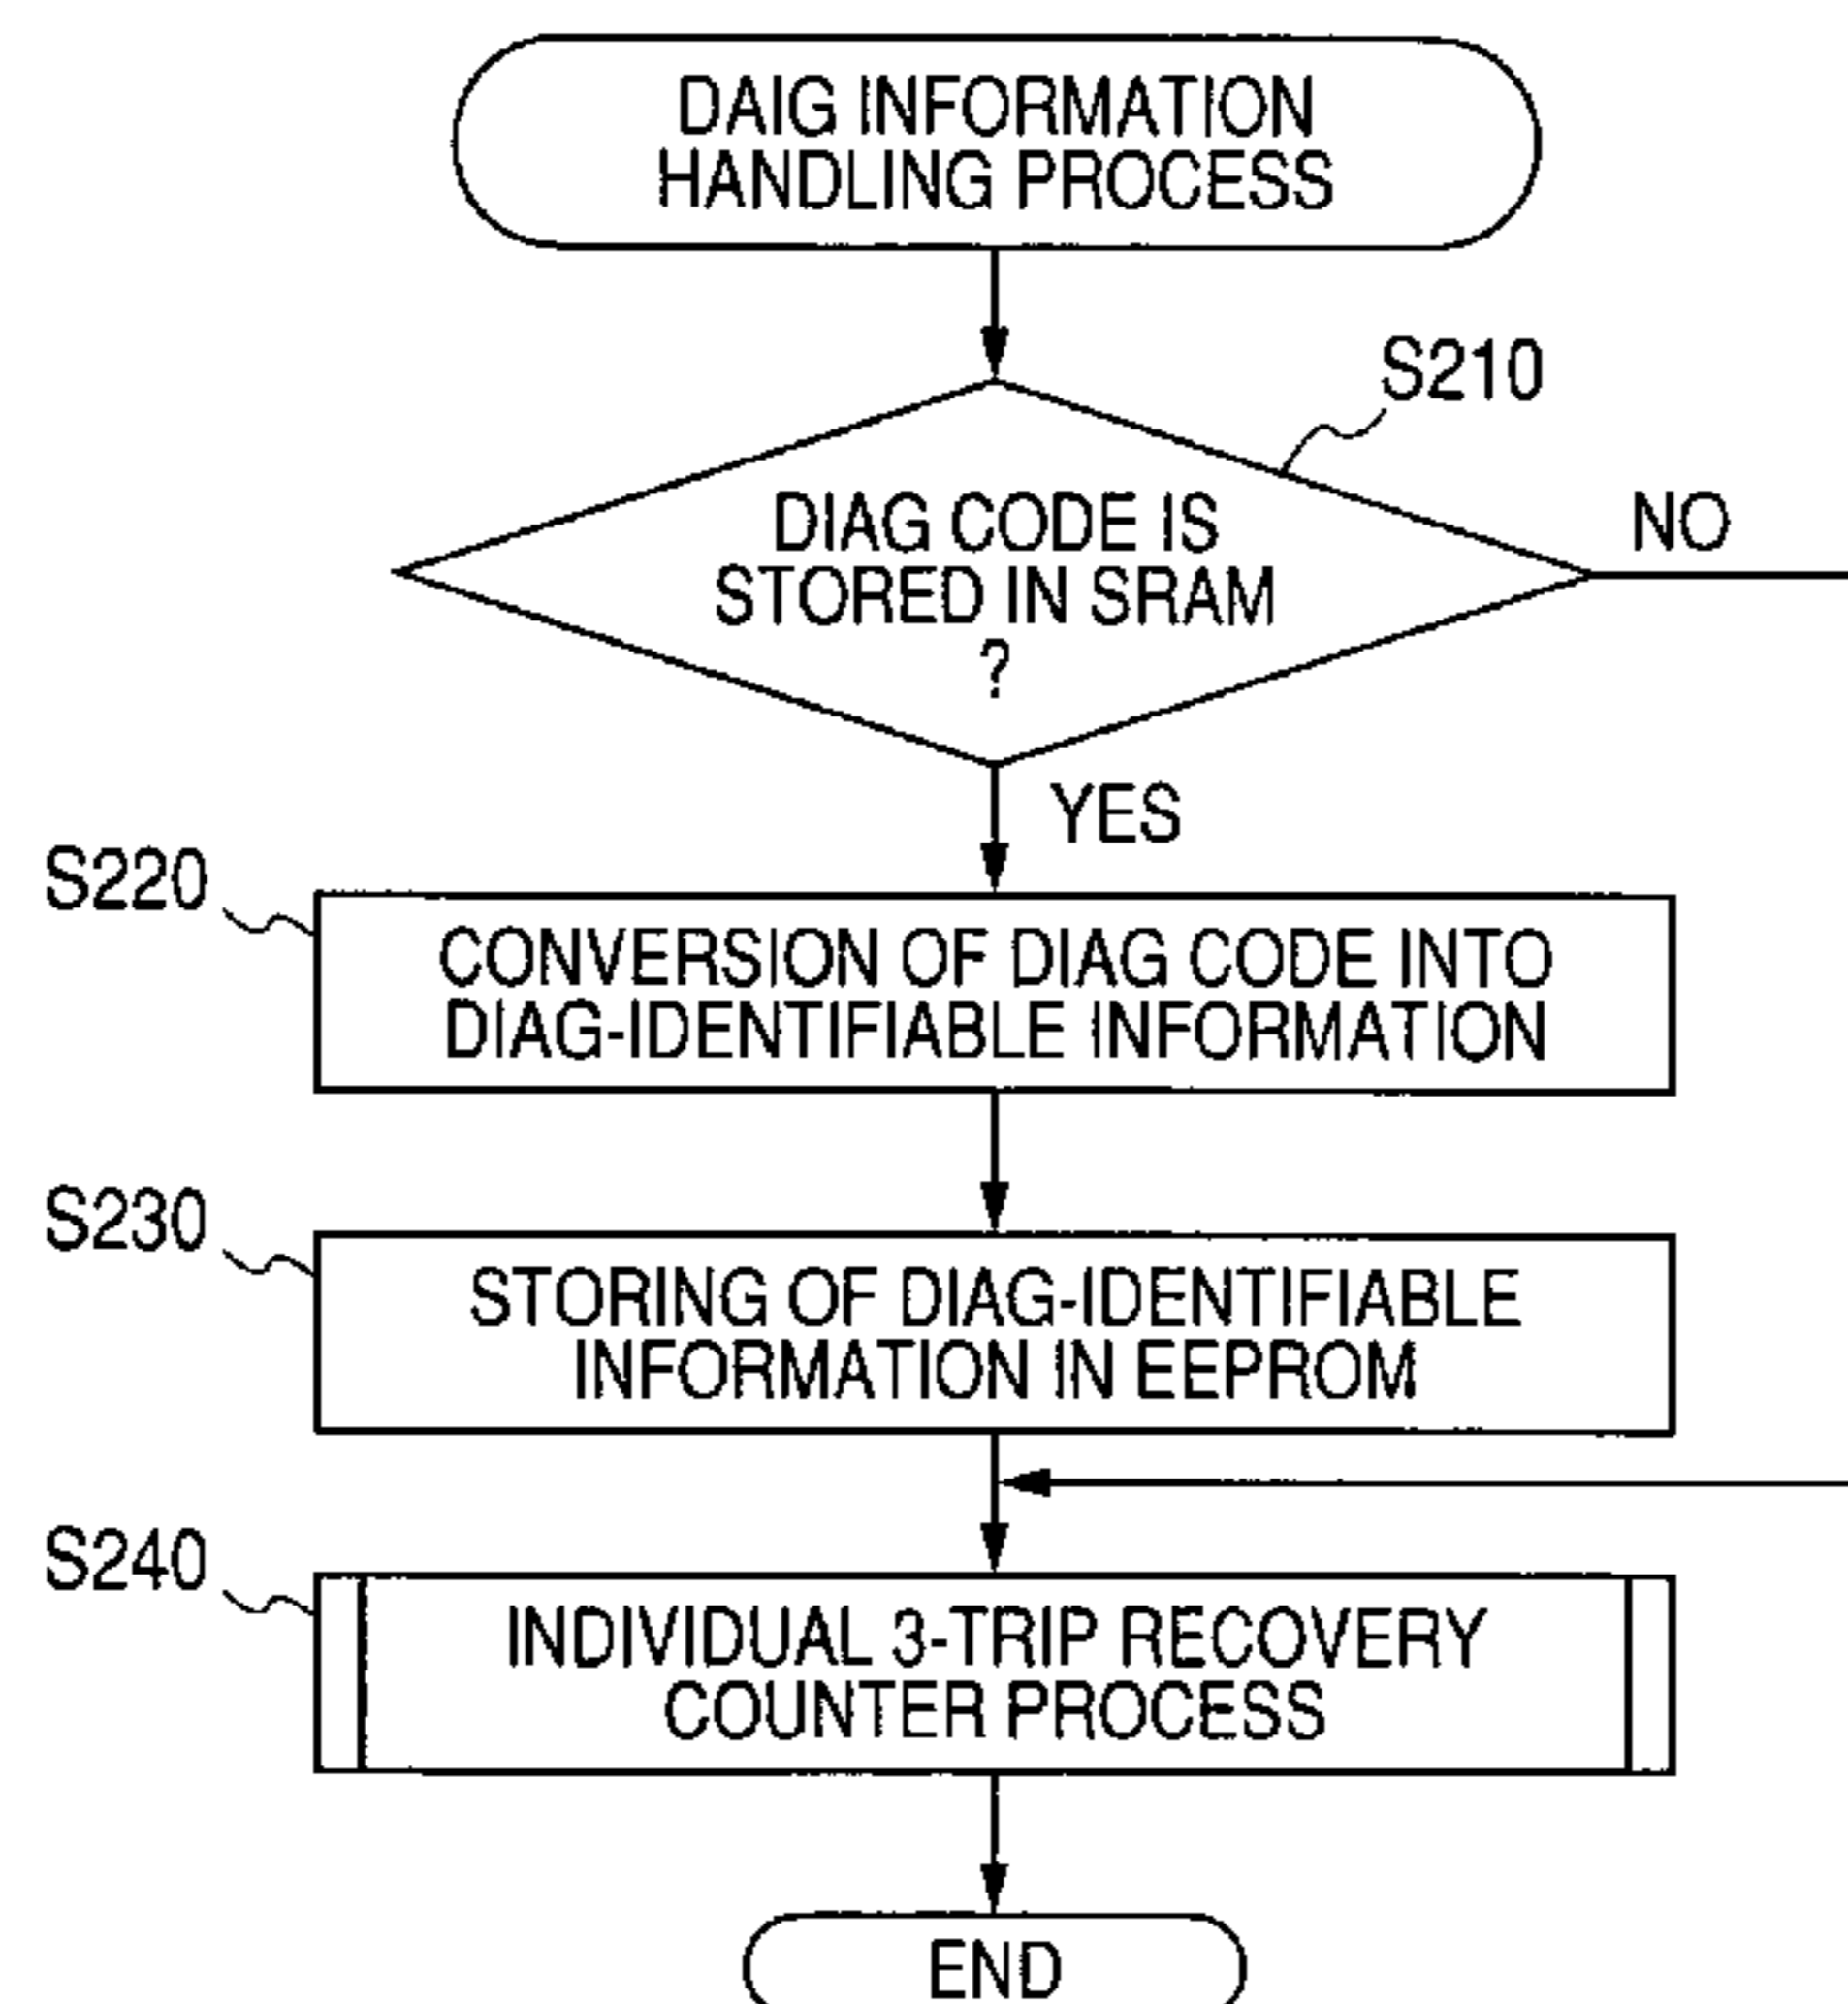 DAIG INFORMATION
HANDLING PROCESS
S210
DIAG CODE IS
STORED IN SRAM
?
NO
YES
S220
CONVERSION OF DIAG CODE INTO
DIAG-IDENTIFIABLE INFORMATION
S230
STORING OF DIAG-IDENTIFIABLE
INFORMATION IN EEPROM
S240
INDIVIDUAL 3-TRIP RECOVERY
COUNTER PROCESS
END